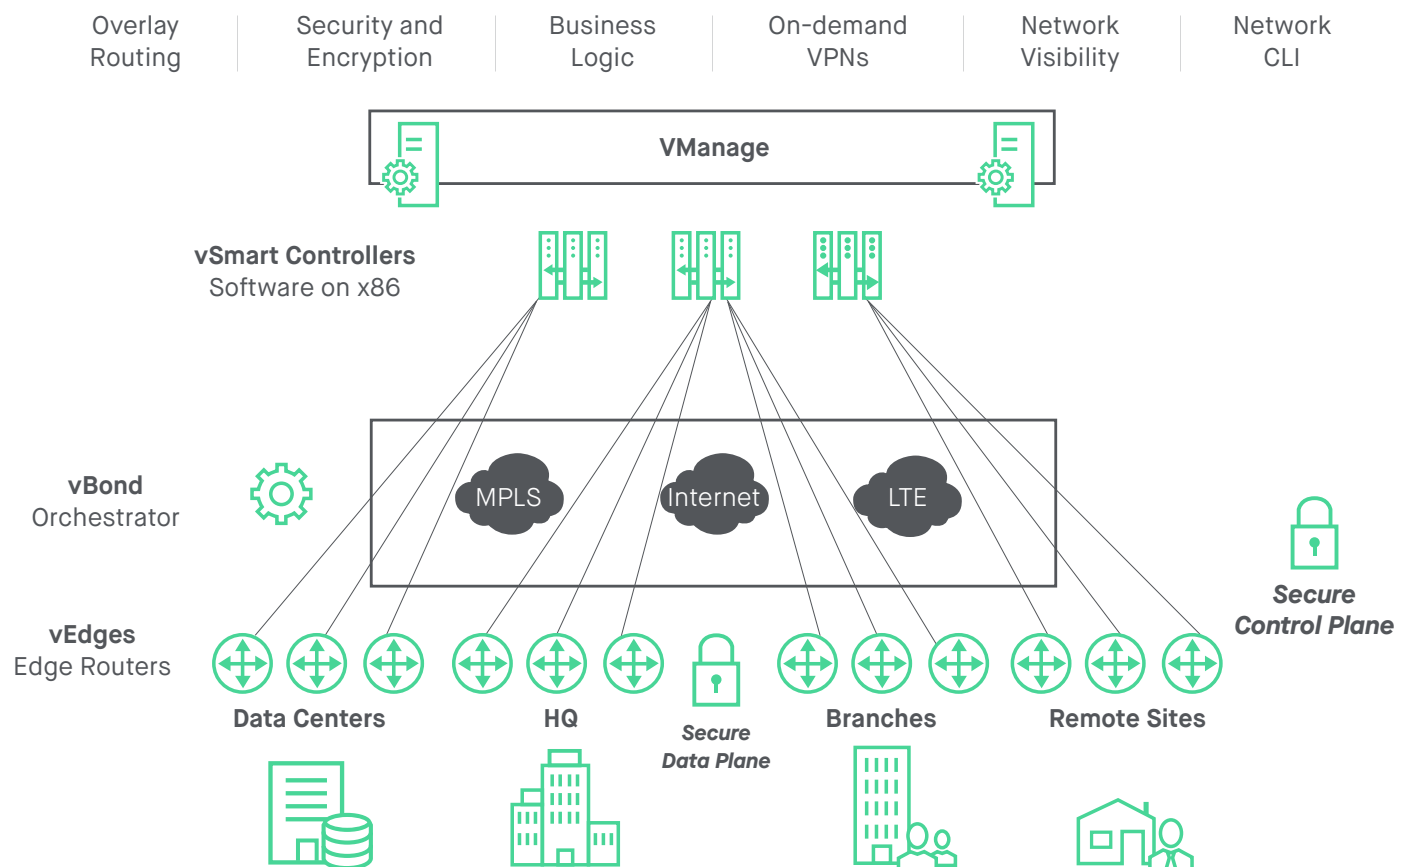 Overlay
Routing
Security and
Encryption
Business
Logic
On-demand
VPNs
Network
Visibility
Network
CLI
VManage
vSmart Controllers
Software on x86
vBond
Orchestrator
MPLS
Internet
LTE
Secure
Control Plane
vEdges
Edge Routers
Data Centers
HQ
Secure
Data Plane
Branches
Remote Sites